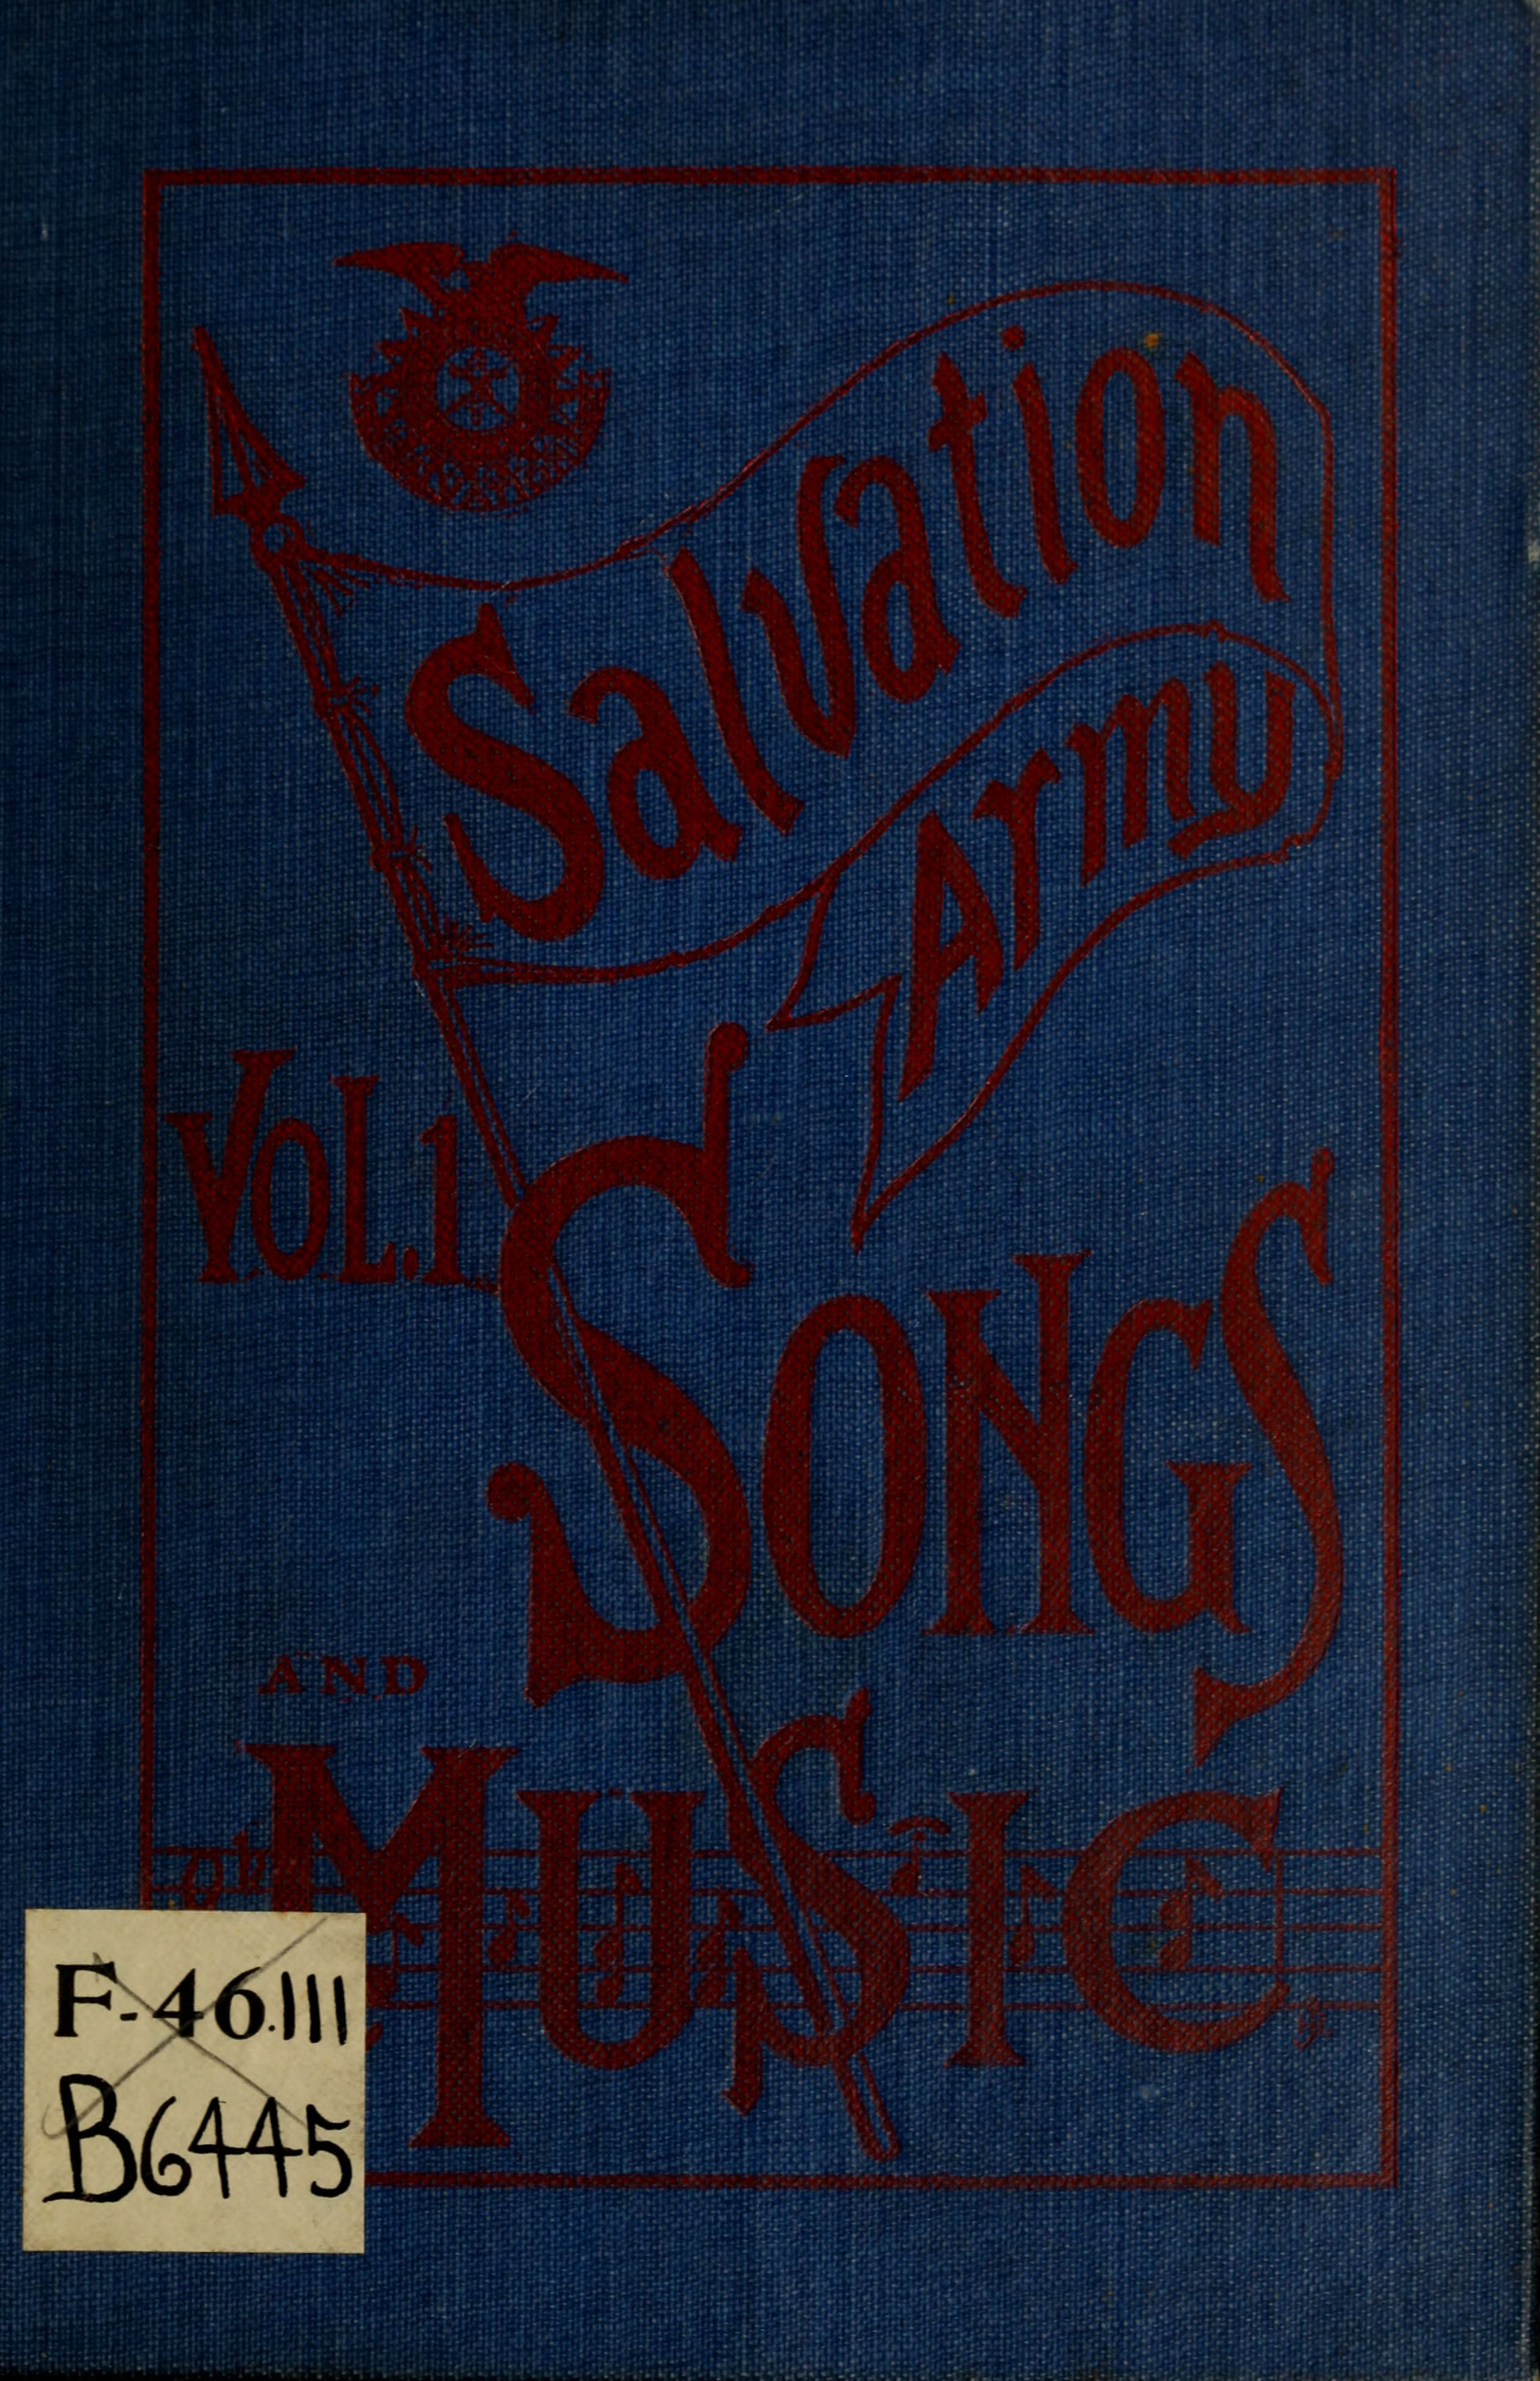 Salvation
Army
VOL. 1
SONGS
AND
MUSIC
F-46.111
B6445